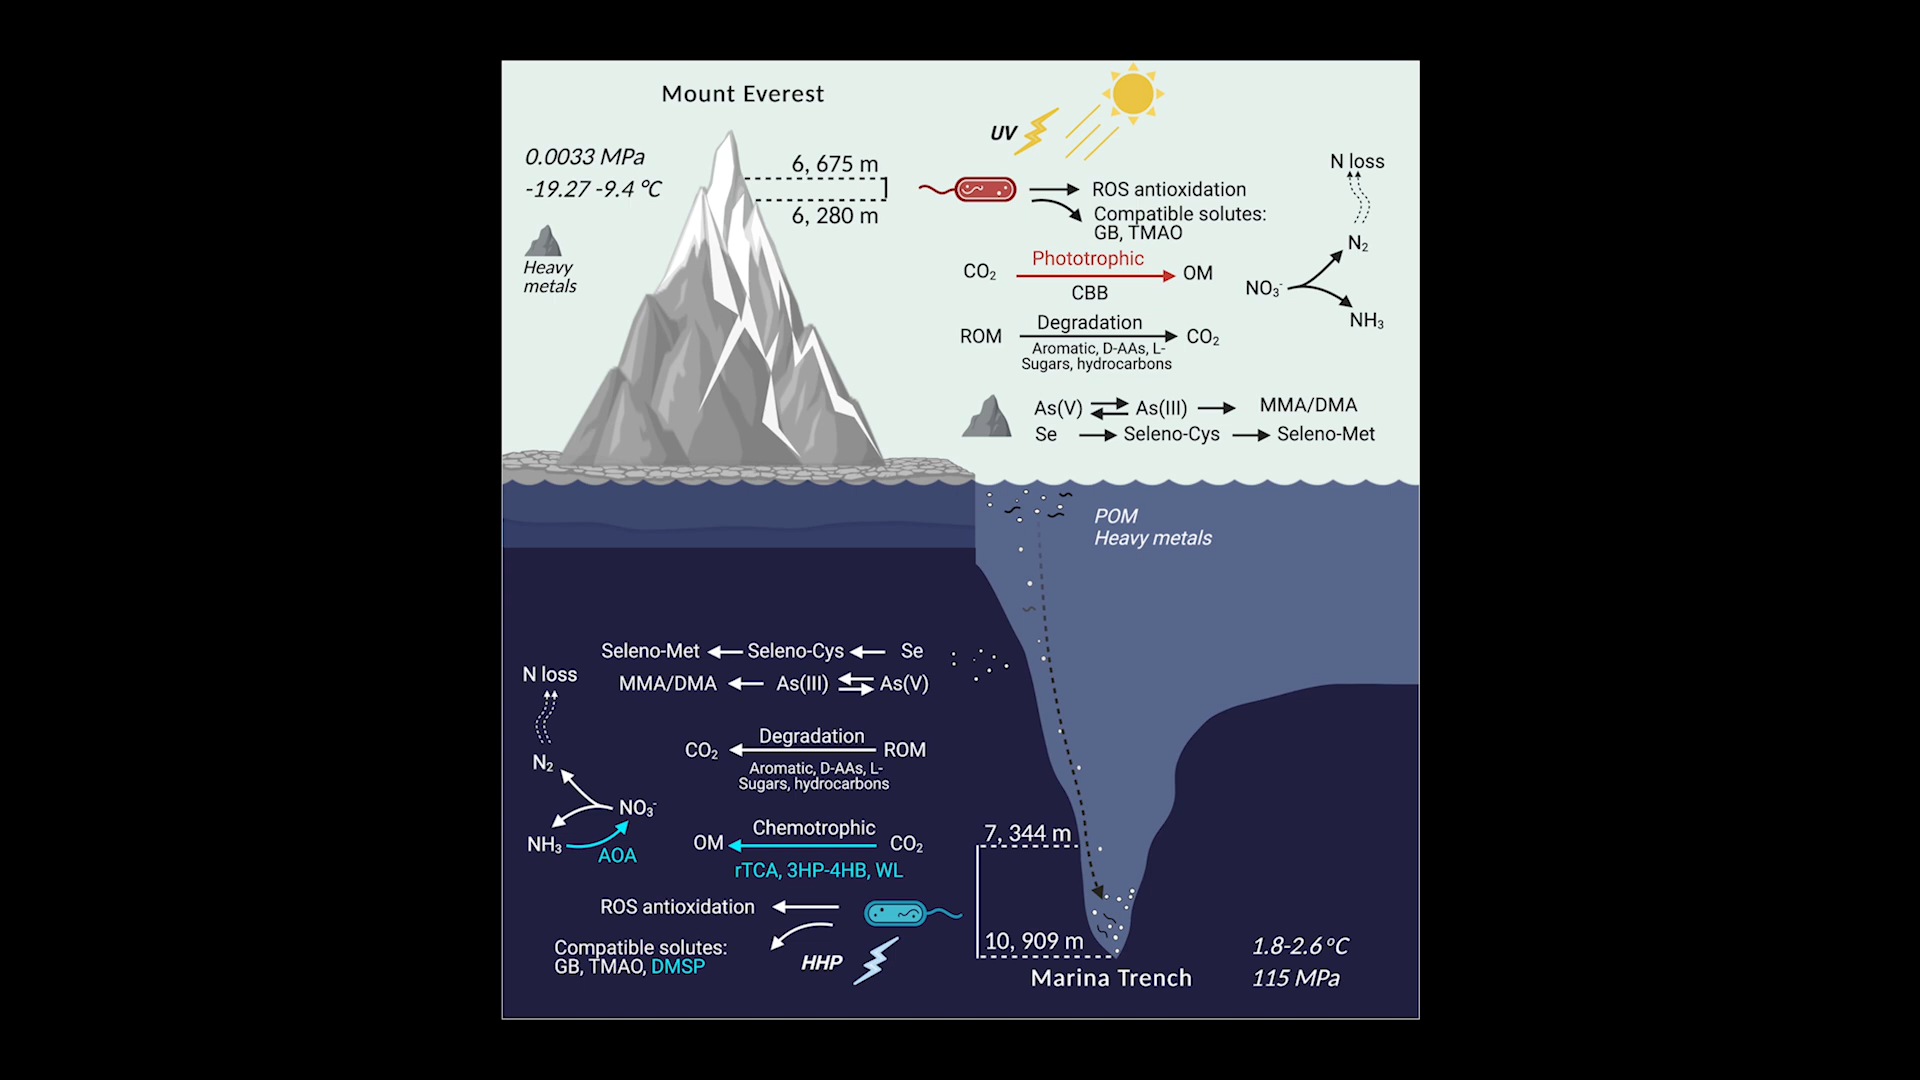 Mount Everest
0.0033 MPa
-19.27 -9.4 °C
Heavy
metals
6, 675 m
6, 280 m
UV
ROS antioxidation
Compatible solutes:
GB, TMAO
CO₂ Phototrophic OM
CBB
ROM Degradation CO₂
Aromatic, D-AAs, L-
Sugars, hydrocarbons
N loss
N₂
NO₃⁻
NH₃
As(V) As(III) MMA/DMA
Se Seleno-Cys Seleno-Met
POM
Heavy metals
Seleno-Met Seleno-Cys Se
MMA/DMA As(III) As(V)
N loss
N₂
NO₃⁻
NH₃
AOA
CO₂ Degradation ROM
Aromatic, D-AAs, L-
Sugars, hydrocarbons
OM Chemotrophic CO₂
rTCA, 3HP-4HB, WL
ROS antioxidation
Compatible solutes:
GB, TMAO, DMSP
HHP
7, 344 m
10, 909 m
Marina Trench
1.8-2.6 °C
115 MPa